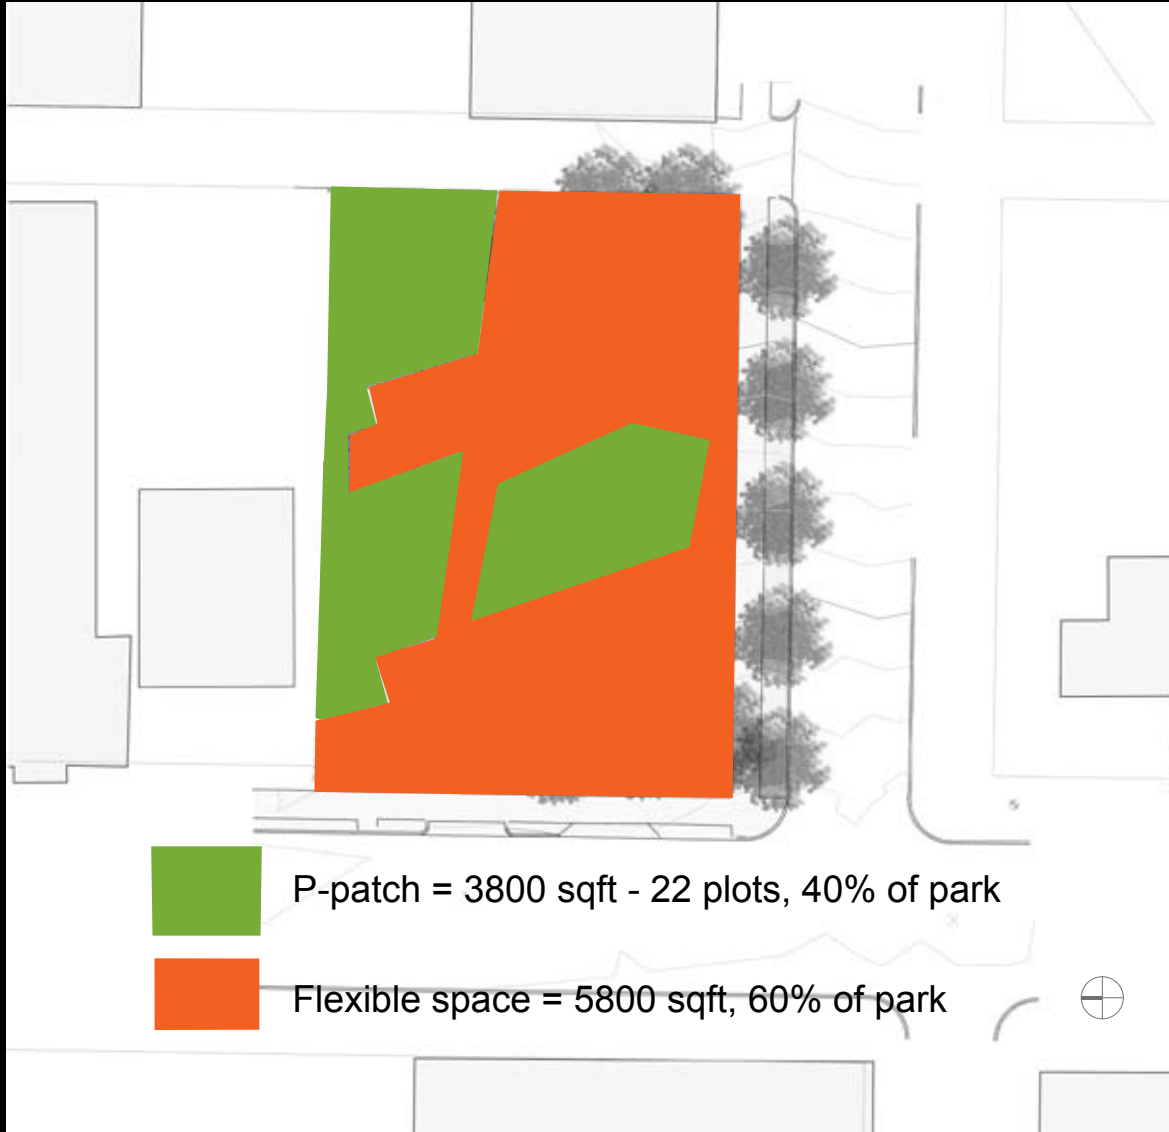 P-patch = 3800 sqft - 22 plots, 40% of park
Flexible space = 5800 sqft, 60% of park